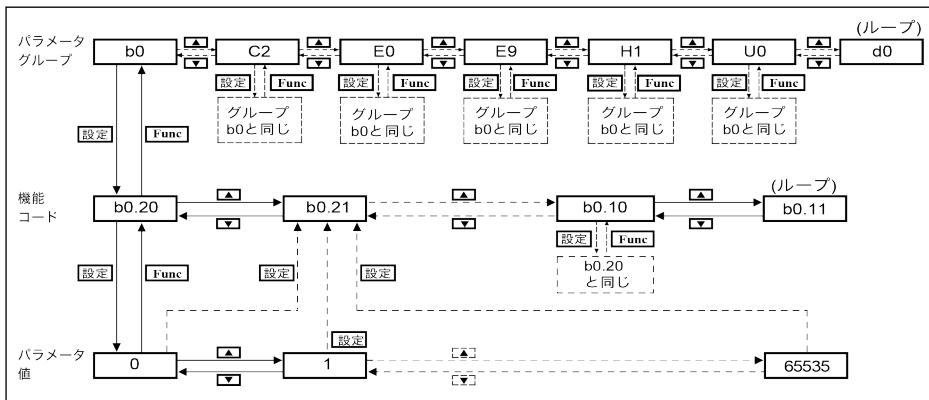 (ループ)
パラメータ
グループ
b0
▲
▼
C2
▲
▼
E0
▲
▼
E9
▲
▼
H1
▲
▼
U0
▲
▼
d0
設定
Func
設定
Func
設定
Func
設定
Func
設定
Func
グループ
b0と同じ
グループ
b0と同じ
グループ
b0と同じ
グループ
b0と同じ
グループ
b0と同じ
設定
Func
(ループ)
機能
コード
b0.20
▲
▼
b0.21
▲
▼
b0.10
▲
▼
b0.11
設定
Func
設定
Func
設定
設定
b0.20
と同じ
設定
パラメータ
値
0
▲
▼
1
▲
▼
65535